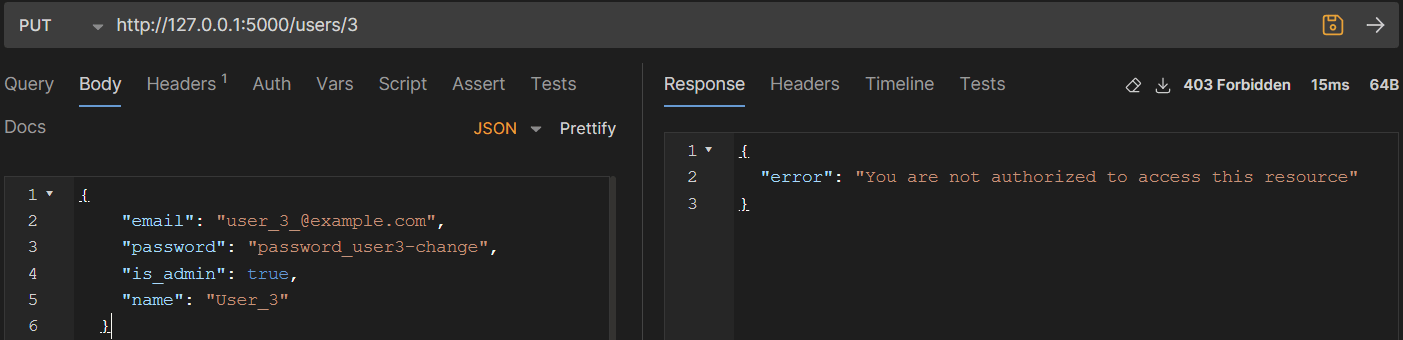 PUT http://127.0.0.1:5000/users/3
Query Body Headers 1 Auth Vars Script Assert Tests
Docs
JSON Prettify
1 {
2 "email": "user_3_@example.com",
3 "password": "password_user3-change",
4 "is_admin": true,
5 "name": "User_3"
6 }
Response Headers Timeline Tests 403 Forbidden 15ms 64B
1 {
2 "error": "You are not authorized to access this resource"
3 }